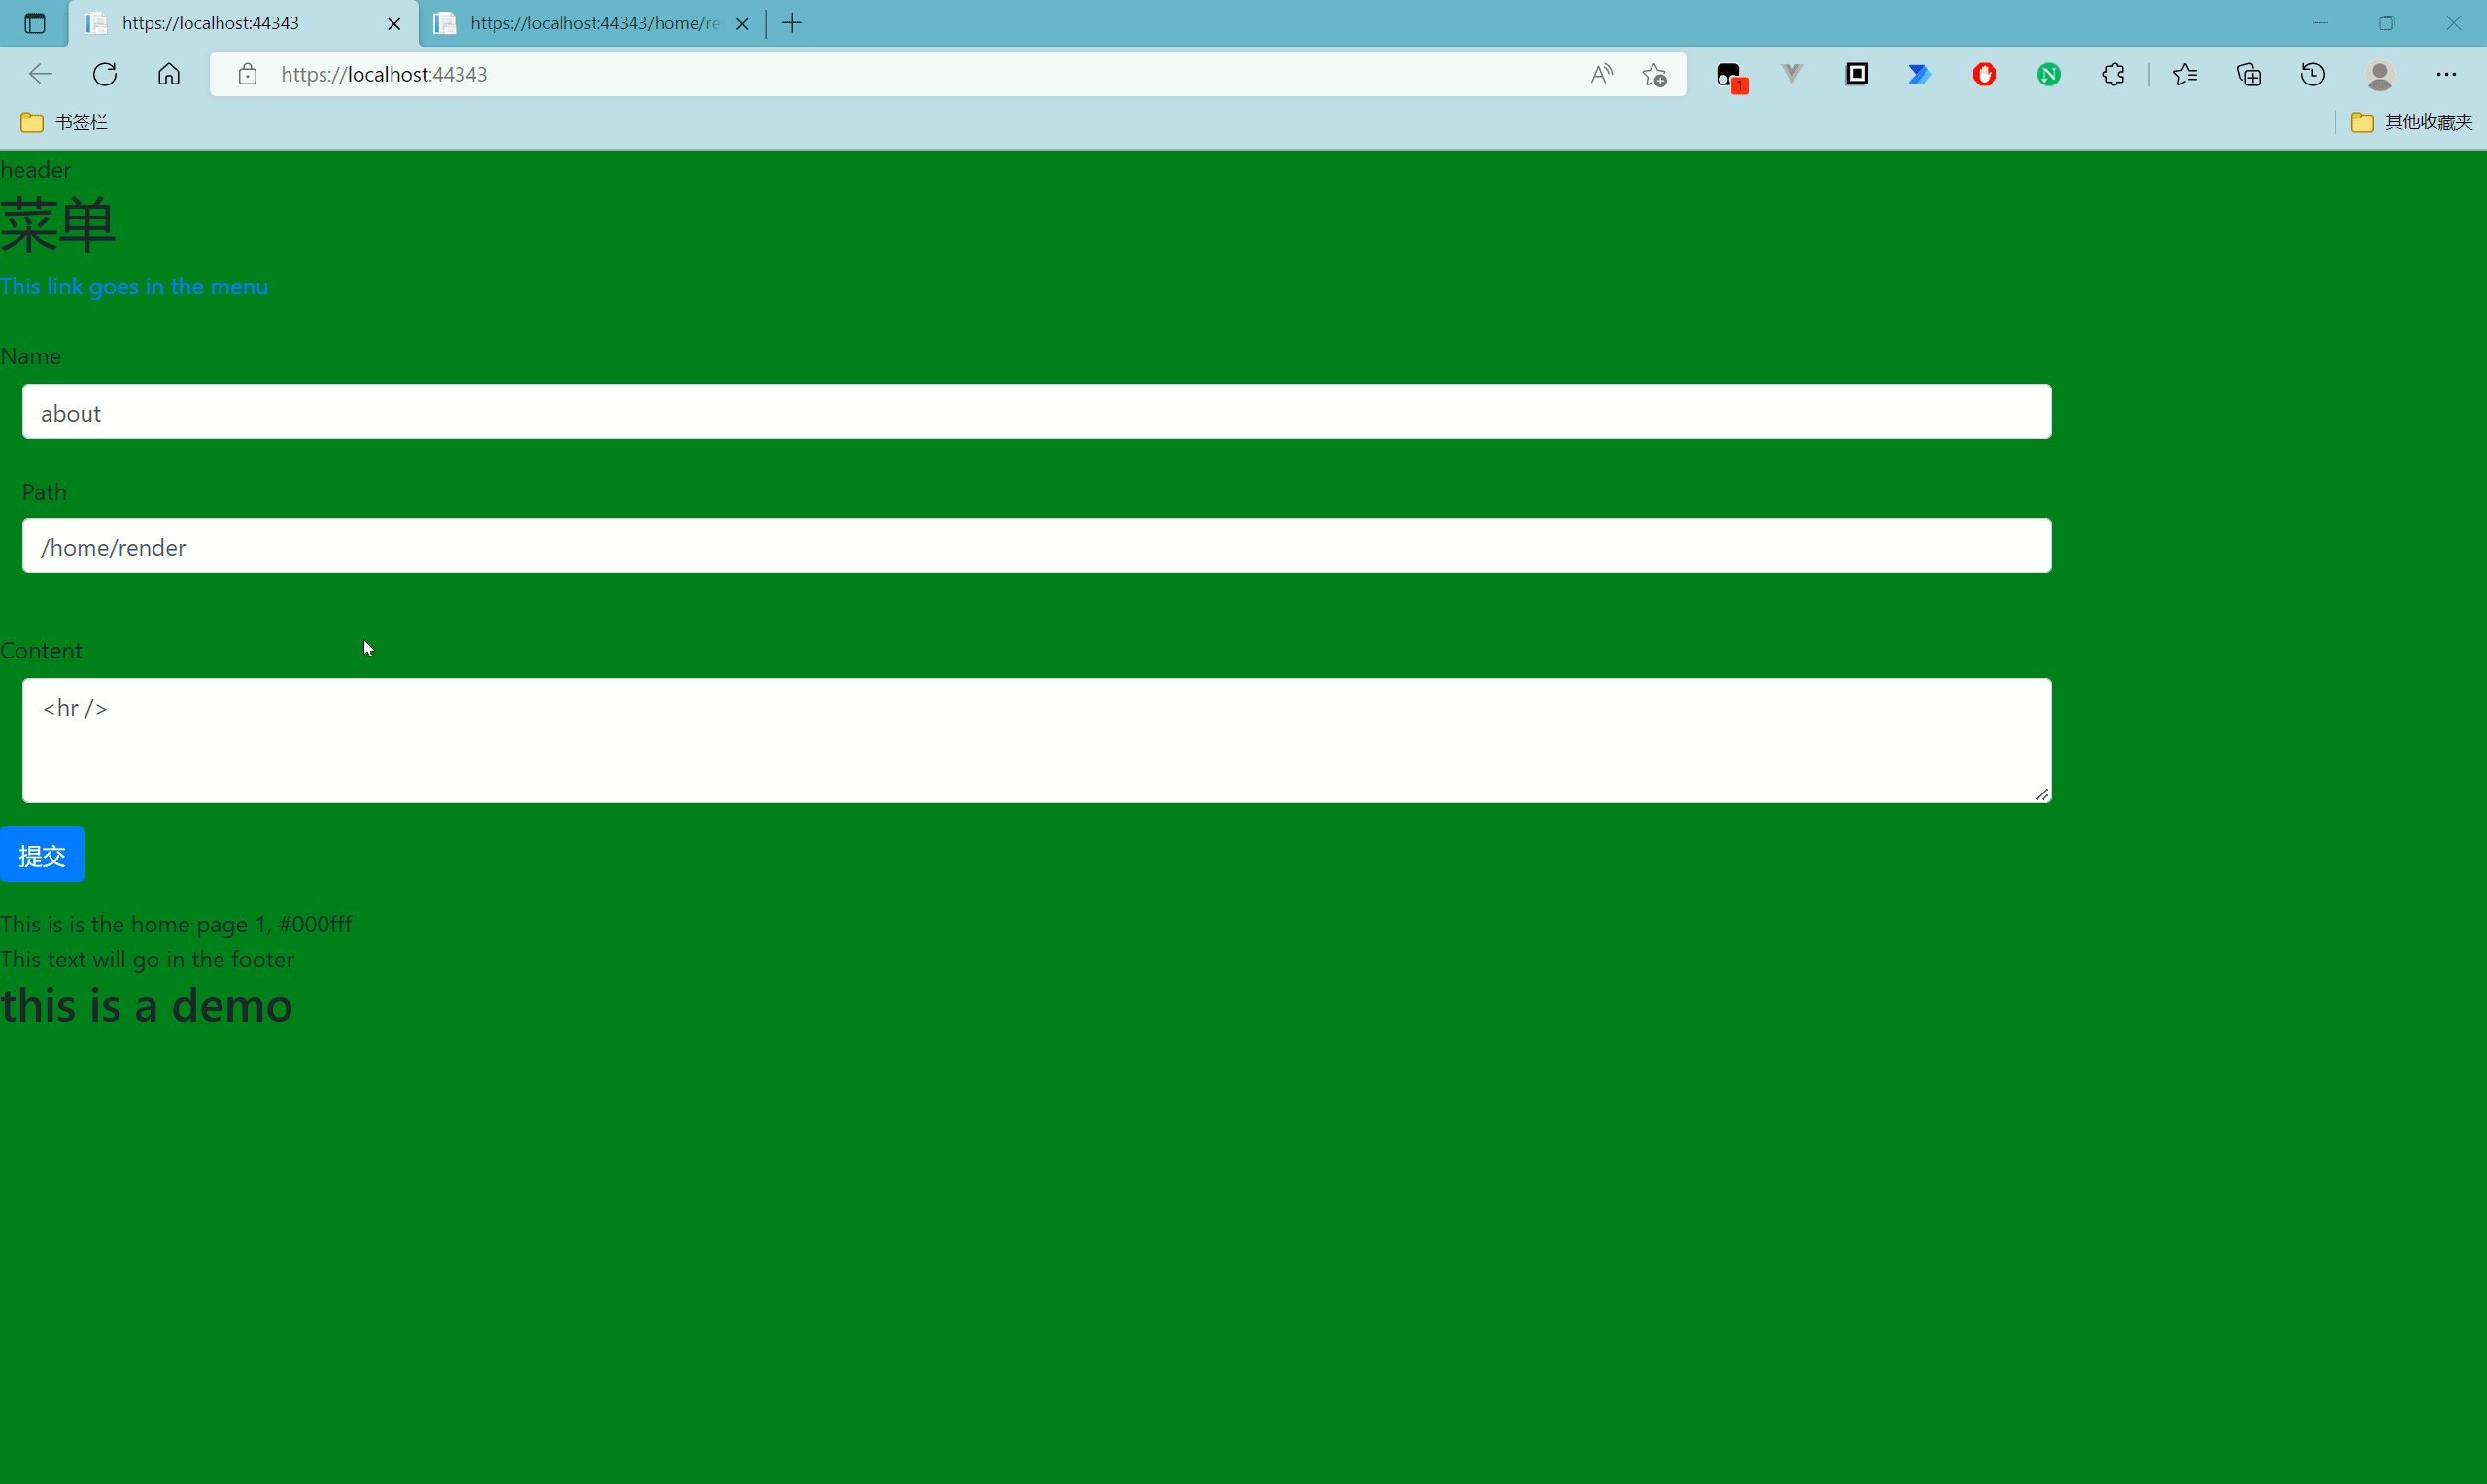 https://localhost:44343
https://localhost:44343/home/re
https://localhost:44343
1
书签栏
其他收藏夹
header
菜单
This link goes in the menu
Name
about
Path
/home/render
Content
<hr />
提交
This is is the home page 1, #000fff
This text will go in the footer
this is a demo